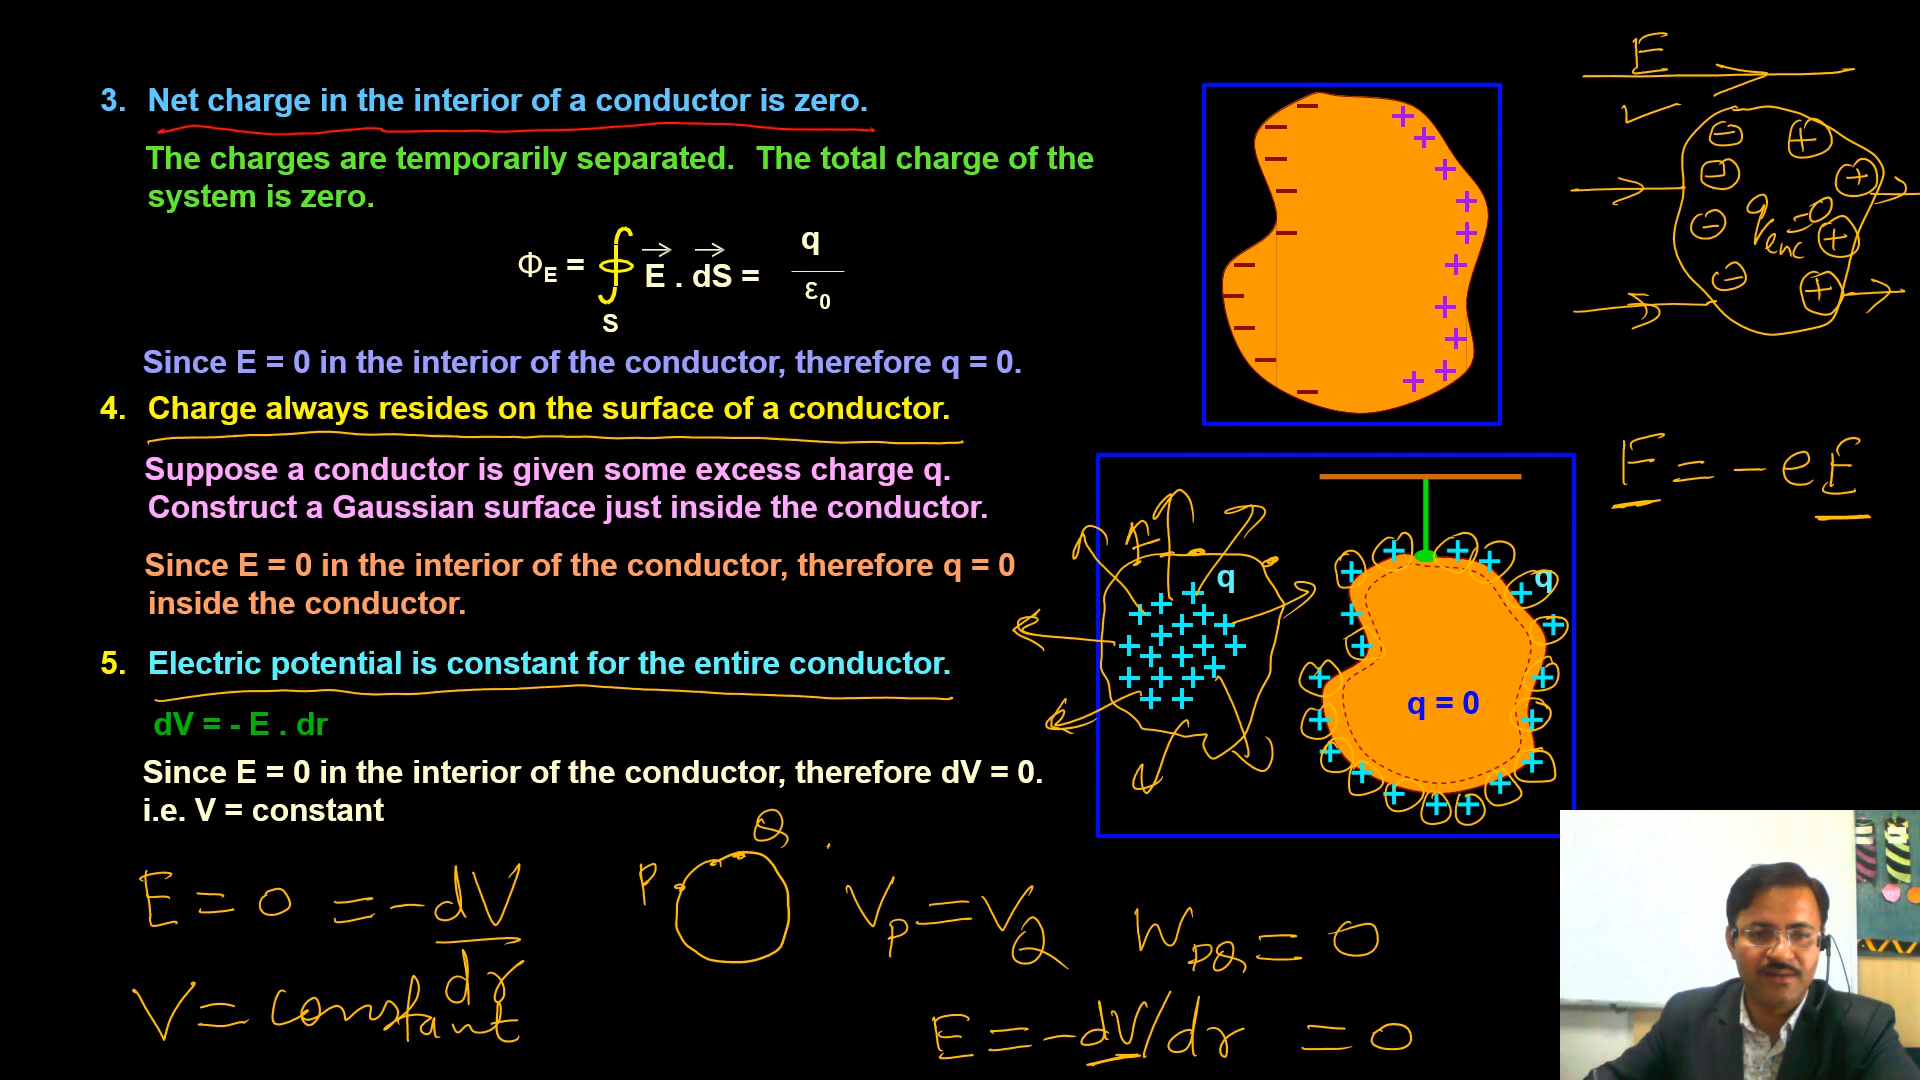 3. Net charge in the interior of a conductor is zero.
The charges are temporarily separated. The total charge of the
system is zero.
ΦE = ∮S E . dS = q / ε0
Since E = 0 in the interior of the conductor, therefore q = 0.
4. Charge always resides on the surface of a conductor.
Suppose a conductor is given some excess charge q.
Construct a Gaussian surface just inside the conductor.
Since E = 0 in the interior of the conductor, therefore q = 0
inside the conductor.
5. Electric potential is constant for the entire conductor.
dV = - E . dr
Since E = 0 in the interior of the conductor, therefore dV = 0.
i.e. V = constant
E = 0 = - dV/dr
V = constant
P
Q
VP = VQ
WPQ = 0
E = - dV/dr = 0
E
qenc = 0
F = - e E
E
q
q
q = 0